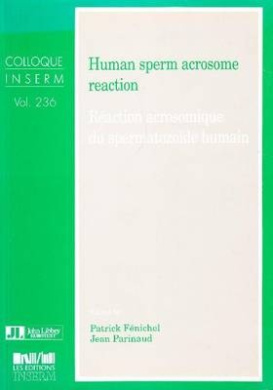 COLLOQUE
INSERM
Vol. 236
Human sperm acrosome
reaction
Réaction acrosomique
du spermatozoïde humain
Patrick Fénichel
Jean Parinaud
JL
John Libbey
EUROTEXT
LES EDITIONS
INSERM